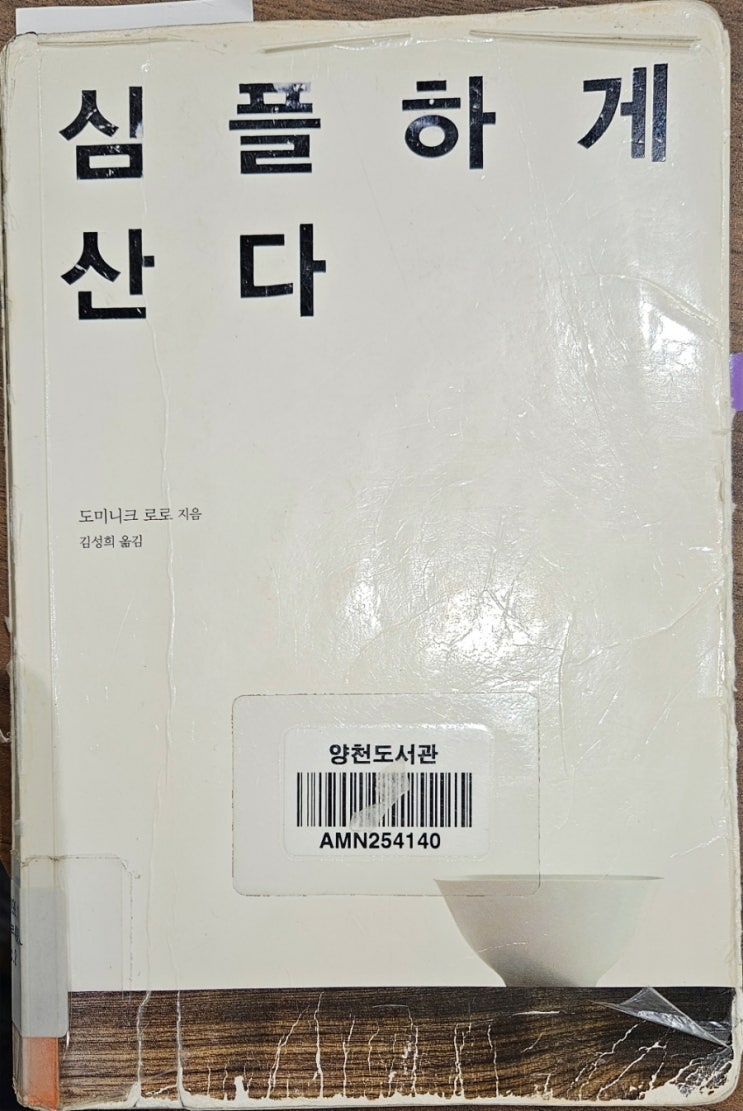 심플하게
산다
도미니크 로로 지음
김성희 옮김
양천도서관
AMN254140